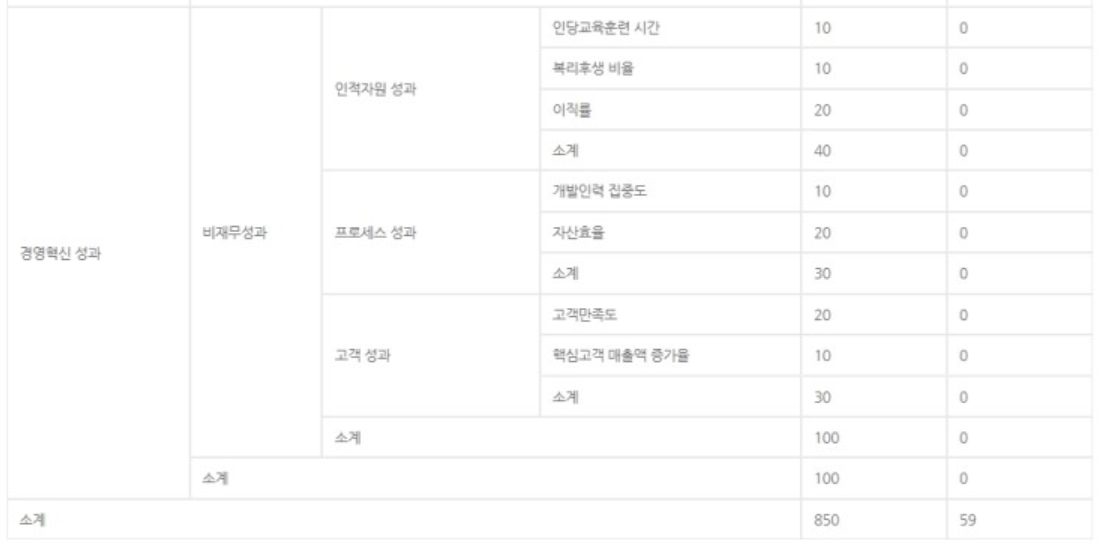 인당교육훈련 시간 10 0
복리후생 비율 10 0
인적자원 성과
이직률 20 0
소계 40 0
개발인력 집중도 10 0
비재무성과 프로세스 성과 자산효율 20 0
경영혁신 성과
소계 30 0
고객만족도 20 0
고객 성과 핵심고객 매출액 증가율 10 0
소계 30 0
소계 100 0
소계 100 0
소계 850 59